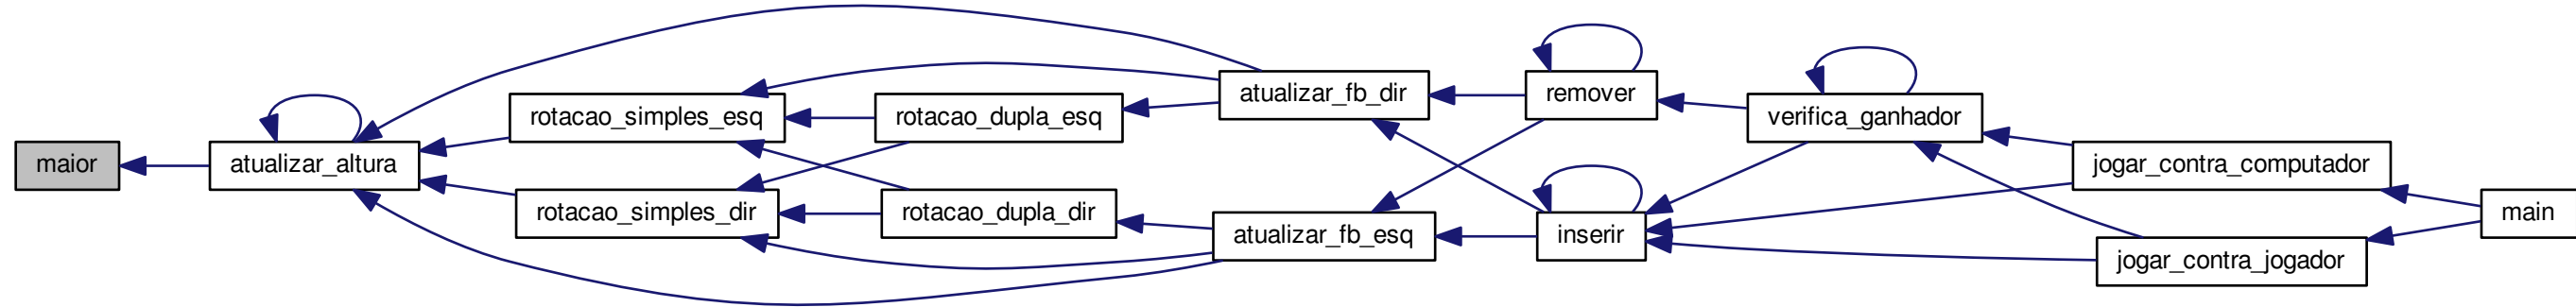 maior
atualizar_altura
rotacao_simples_esq
rotacao_simples_dir
rotacao_dupla_esq
rotacao_dupla_dir
atualizar_fb_dir
atualizar_fb_esq
remover
inserir
verifica_ganhador
jogar_contra_computador
jogar_contra_jogador
main